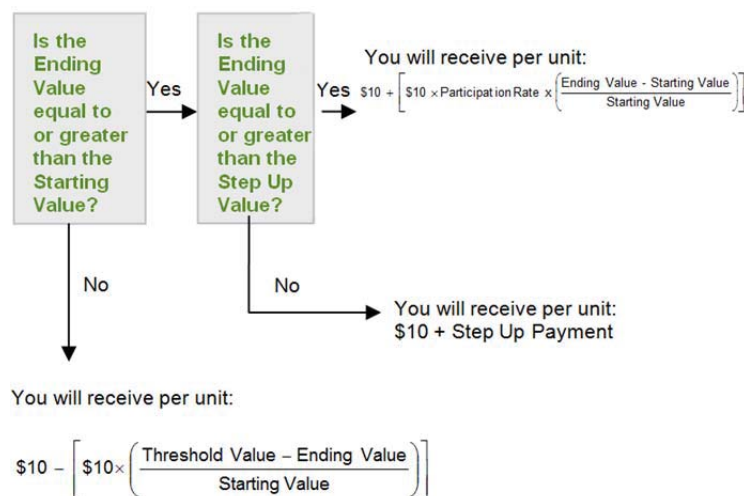 Is the
Ending
Value
equal to
or greater
than the
Starting
Value?
Yes
Is the
Ending
Value
equal to
or greater
than the
Step Up
Value?
Yes
You will receive per unit:
$10 + [ $10 × Participation Rate x ( Ending Value - Starting Value
Starting Value ) ]
No
No
You will receive per unit:
$10 + Step Up Payment
You will receive per unit:
$10 – [ $10× ( Threshold Value – Ending Value
Starting Value ) ]